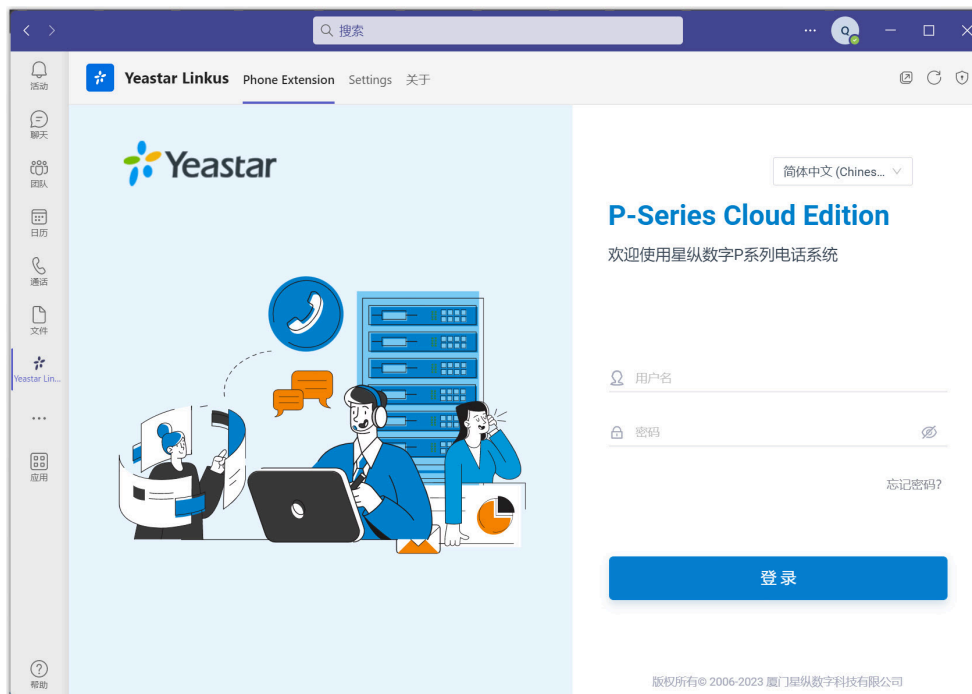 搜索
Q
活动
聊天
团队
日历
通话
文件
Yeastar Lin...
应用
帮助
Yeastar Linkus Phone Extension Settings 关于
Yeastar
简体中文 (Chines...
P-Series Cloud Edition
欢迎使用星纵数字P系列电话系统
用户名
密码
忘记密码?
登录
版权所有© 2006-2023 厦门星纵数字科技有限公司